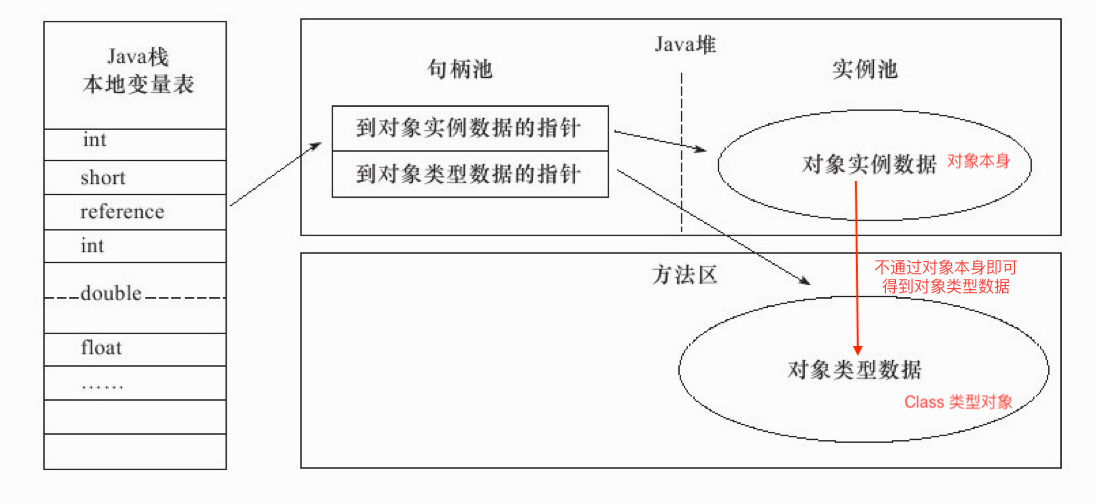 Java栈
本地变量表
int
short
reference
int
double
float
……
Java堆
句柄池
实例池
到对象实例数据的指针
到对象类型数据的指针
对象实例数据
对象本身
不通过对象本身即可
得到对象类型数据
方法区
对象类型数据
Class 类型对象